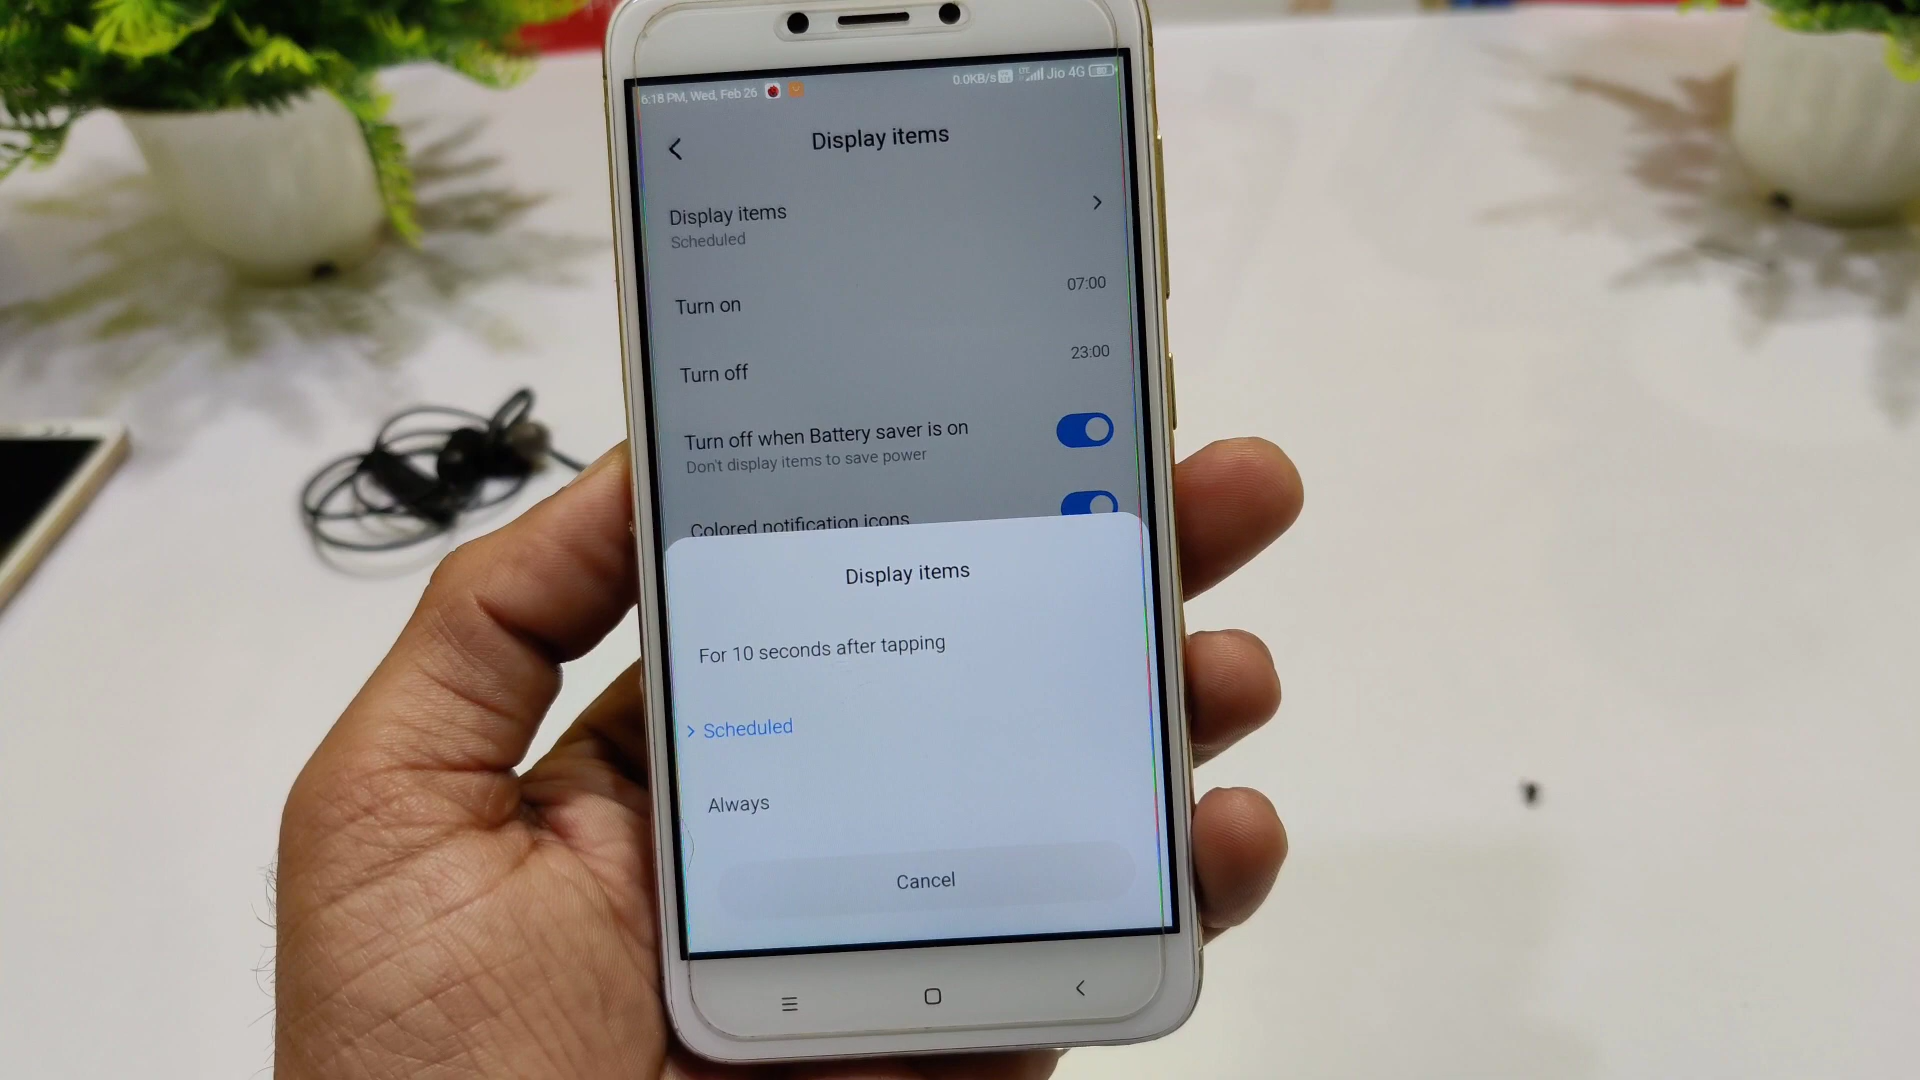 6:18 PM, Wed, Feb 26 0.0KB/s Jio 4G
Display items
Display items
Scheduled
Turn on 07:00
Turn off 23:00
Turn off when Battery saver is on
Don't display items to save power
Colored notification icons
Display items
For 10 seconds after tapping
Scheduled
Always
Cancel